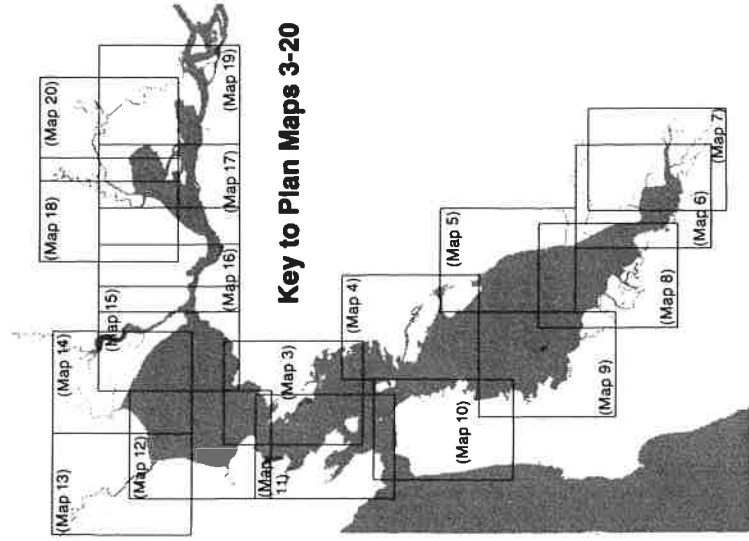 Key to Plan Maps 3-20
(Map 13)
(Map 14)
(Map 12)
(Map 15)
(Map 18)
(Map 20)
(Map 16)
(Map 17)
(Map 19)
(Map 3)
(Map
11)
(Map 4)
(Map 10)
(Map 5)
(Map 9)
(Map 8)
(Map 6)
(Map 7)